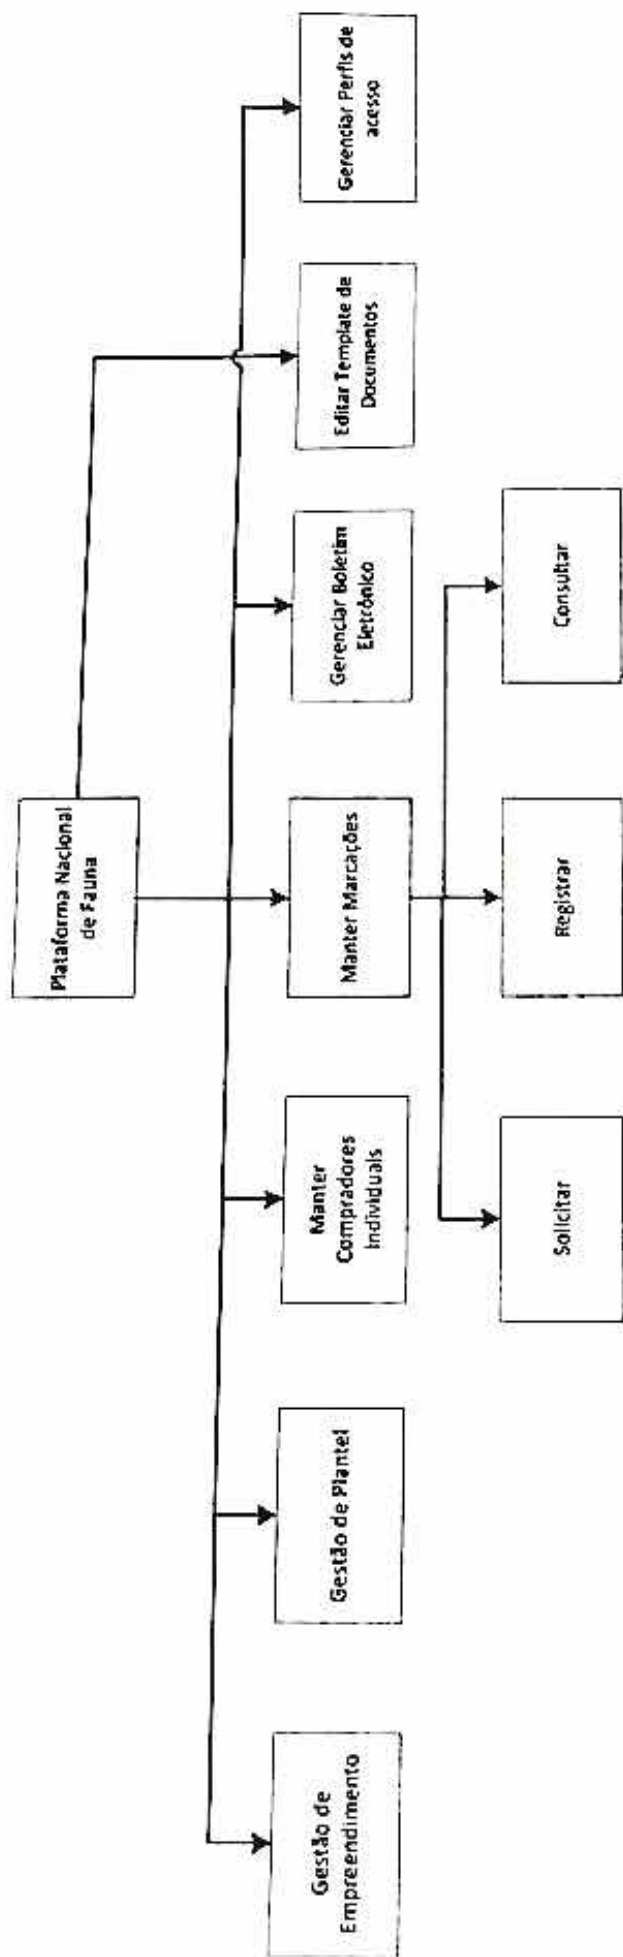 Plataforma Nacional
de Fauna
Gestão de
Empreendimento
Gestão de Plantel
Manter
Compradores
Individuais
Manter Marcações
Gerenciar Boletim
Eletrônico
Editar Template de
Documentos
Gerenciar Perfis de
acesso
Solicitar
Registrar
Consultar